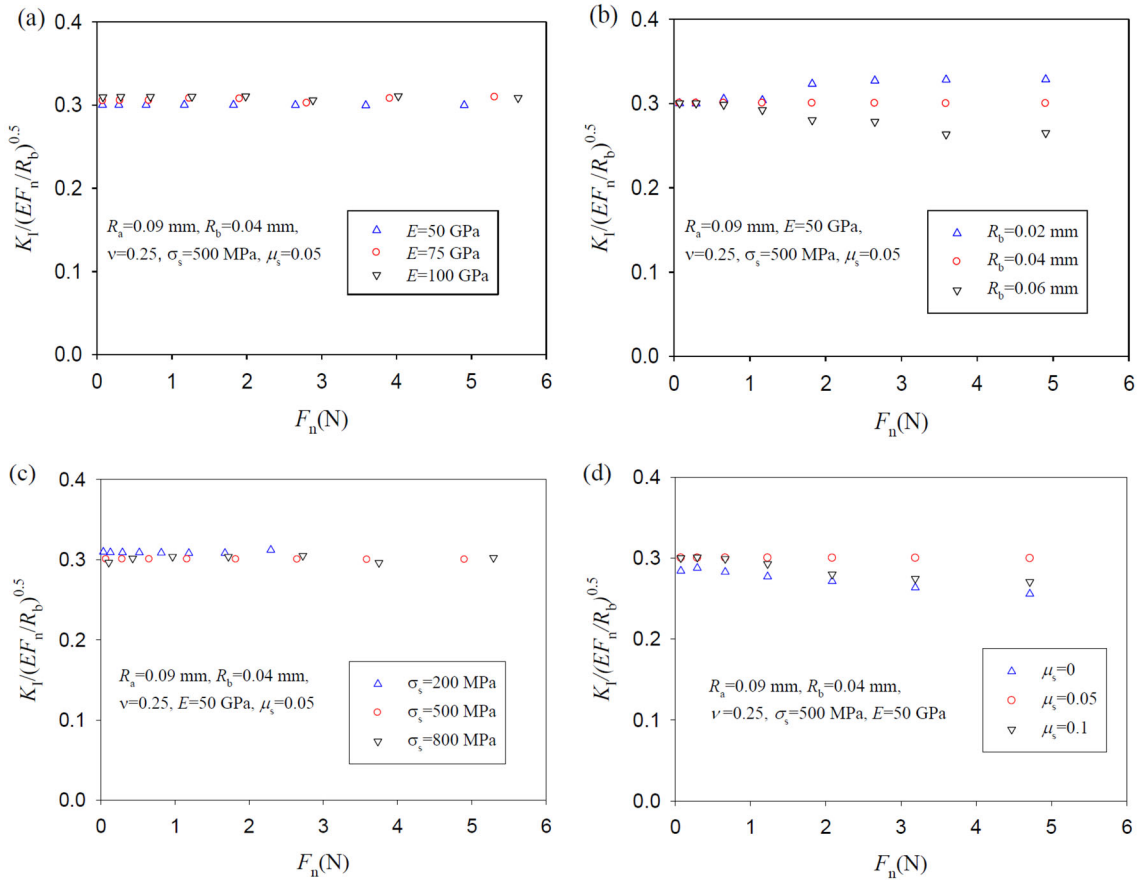 (a)
0.4
0.3
0.2
0.1
0.0
K_I/(EF_n/R_b)^0.5
R_a=0.09 mm, R_b=0.04 mm,
ν=0.25, σ_s=500 MPa, μ_s=0.05
E=50 GPa
E=75 GPa
E=100 GPa
0 1 2 3 4 5 6
F_n(N)
(b)
0.4
0.3
0.2
0.1
0.0
K_I/(EF_n/R_b)^0.5
R_a=0.09 mm, E=50 GPa,
ν=0.25, σ_s=500 MPa, μ_s=0.05
R_b=0.02 mm
R_b=0.04 mm
R_b=0.06 mm
0 1 2 3 4 5 6
F_n(N)
(c)
0.4
0.3
0.2
0.1
0.0
K_I/(EF_n/R_b)^0.5
R_a=0.09 mm, R_b=0.04 mm,
ν=0.25, E=50 GPa, μ_s=0.05
σ_s=200 MPa
σ_s=500 MPa
σ_s=800 MPa
0 1 2 3 4 5 6
F_n(N)
(d)
0.4
0.3
0.2
0.1
0.0
K_I/(EF_n/R_b)^0.5
R_a=0.09 mm, R_b=0.04 mm,
ν=0.25, σ_s=500 MPa, E=50 GPa
μ_s=0
μ_s=0.05
μ_s=0.1
0 1 2 3 4 5 6
F_n(N)